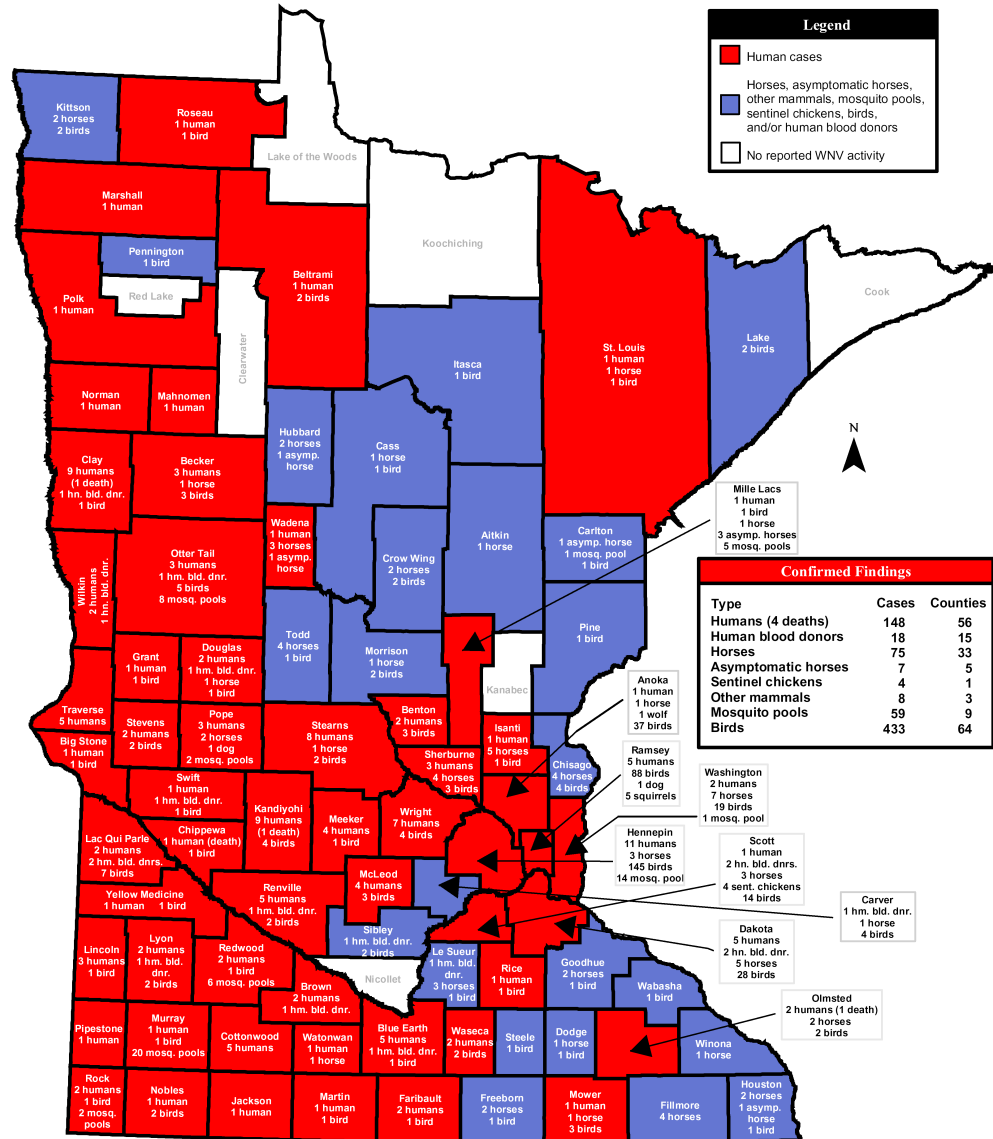 Legend
Human cases
Horses, asymptomatic horses,
other mammals, mosquito pools,
sentinel chickens, birds,
and/or human blood donors
No reported WNV activity
Kittson
2 horses
2 birds
Roseau
1 human
1 bird
Lake of the Woods
Marshall
1 human
Koochiching
Pennington
1 bird
Beltrami
1 human
2 birds
Red Lake
Polk
1 human
Clearwater
Cook
Lake
2 birds
St. Louis
1 human
1 horse
1 bird
Itasca
1 bird
Norman
1 human
Mahnomen
1 human
N
Hubbard
2 horses
1 asymp.
horse
Cass
1 horse
1 bird
Clay
9 humans
(1 death)
1 hn. bld. dnr.
1 bird
Becker
3 humans
1 horse
3 birds
Mille Lacs
1 human
1 bird
1 horse
3 asymp. horses
5 mosq. pools
Wadena
1 human
3 horses
1 asymp.
horse
Aitkin
1 horse
Carlton
1 asymp. horse
1 mosq. pool
1 bird
Crow Wing
2 horses
2 birds
Otter Tail
3 humans
1 hm. bld. dnr.
5 birds
8 mosq. pools
Wilkin
2 humans
1 hn. bld. dnr.
Confirmed Findings
Type Cases Counties
Humans (4 deaths) 148 56
Human blood donors 18 15
Horses 75 33
Asymptomatic horses 7 5
Sentinel chickens 4 1
Other mammals 8 3
Mosquito pools 59 9
Birds 433 64
Todd
4 horses
1 bird
Morrison
1 horse
2 birds
Pine
1 bird
Kanabec
Grant
1 human
1 bird
Douglas
2 humans
1 hm. bld. dnr.
1 horse
1 bird
Anoka
1 human
1 horse
1 wolf
37 birds
Traverse
5 humans
Stevens
2 humans
2 birds
Pope
3 humans
2 horses
1 dog
2 mosq. pools
Stearns
8 humans
1 horse
2 birds
Benton
2 humans
3 birds
Isanti
1 human
5 horses
1 bird
Big Stone
1 human
1 bird
Sherburne
3 humans
4 horses
3 birds
Chisago
4 horses
4 birds
Ramsey
5 humans
88 birds
1 dog
5 squirrels
Washington
2 humans
7 horses
19 birds
1 mosq. pool
Swift
1 human
1 hm. bld. dnr.
1 bird
Kandiyohi
9 humans
(1 death)
4 birds
Meeker
4 humans
1 bird
Wright
7 humans
4 birds
Hennepin
11 humans
3 horses
145 birds
14 mosq. pool
Lac Qui Parle
2 humans
2 hm. bld. dnrs.
7 birds
Chippewa
1 human (death)
1 bird
Scott
1 human
2 hn. bld. dnrs.
3 horses
4 sent. chickens
14 birds
McLeod
4 humans
3 birds
Renville
5 humans
1 hm. bld. dnr.
2 birds
Yellow Medicine
1 human 1 bird
Carver
1 hm. bld. dnr.
1 horse
4 birds
Sibley
1 hm. bld. dnr.
2 birds
Dakota
5 humans
2 hn. bld. dnr.
5 horses
28 birds
Lincoln
3 humans
1 bird
Lyon
2 humans
1 hm. bld.
dnr.
2 birds
Redwood
2 humans
1 bird
6 mosq. pools
Nicollet
Le Sueur
1 hm. bld.
dnr.
3 horses
1 bird
Rice
1 human
1 bird
Goodhue
2 horses
1 bird
Wabasha
1 bird
Brown
2 humans
1 hm. bld. dnr.
Olmsted
2 humans (1 death)
2 horses
2 birds
Pipestone
1 human
Murray
1 human
1 bird
20 mosq. pools
Cottonwood
5 humans
Watonwan
1 human
1 horse
Blue Earth
5 humans
1 hm. bld. dnr.
1 bird
Waseca
2 humans
2 birds
Steele
1 bird
Dodge
1 horse
1 bird
Winona
1 horse
Rock
2 humans
1 bird
2 mosq.
pools
Nobles
1 human
2 birds
Jackson
1 human
Martin
1 human
1 bird
Faribault
2 humans
1 bird
Freeborn
2 horses
1 bird
Mower
1 human
1 horse
3 birds
Fillmore
4 horses
Houston
2 horses
1 asymp.
horse
1 bird